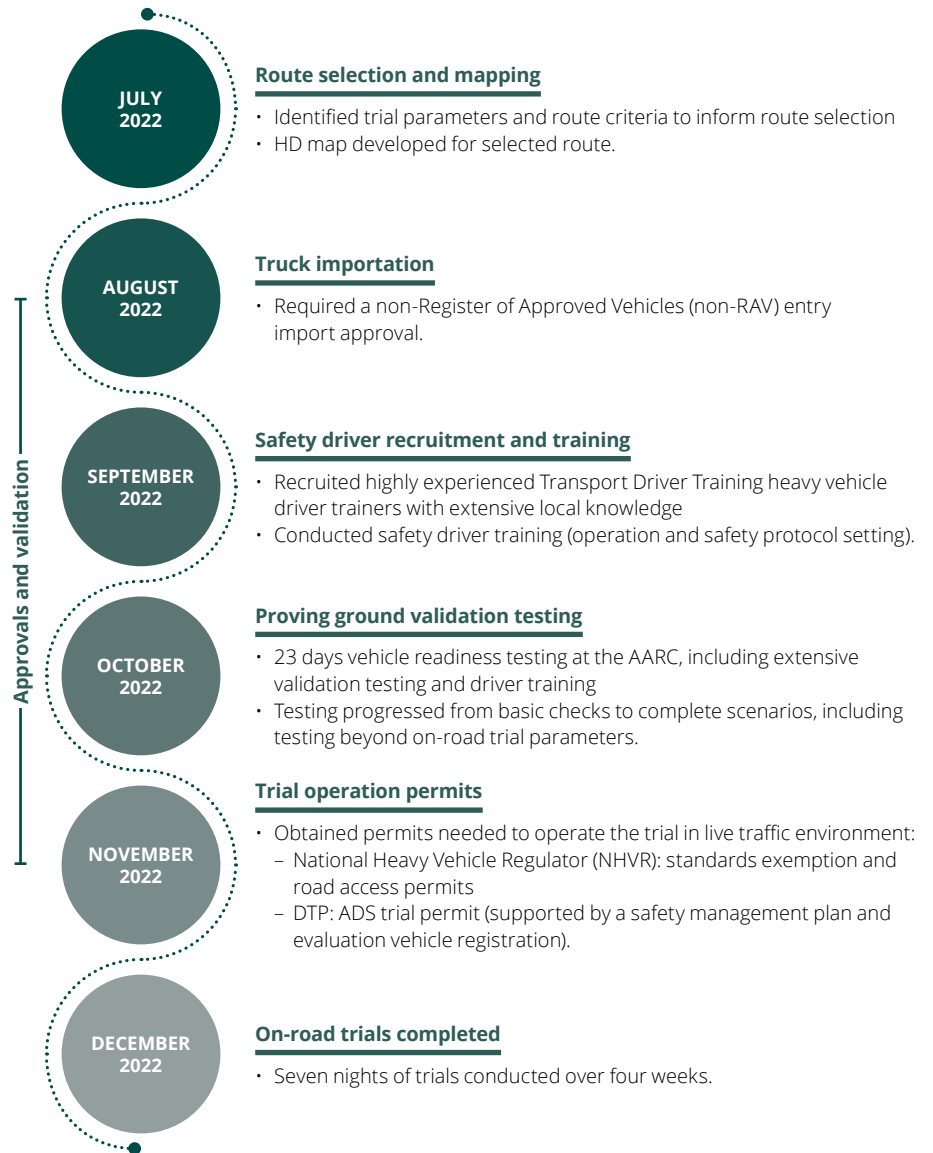 JULY
2022
Route selection and mapping
• Identified trial parameters and route criteria to inform route selection
• HD map developed for selected route.
AUGUST
2022
Truck importation
• Required a non-Register of Approved Vehicles (non-RAV) entry
import approval.
Approvals and validation
SEPTEMBER
2022
Safety driver recruitment and training
• Recruited highly experienced Transport Driver Training heavy vehicle
driver trainers with extensive local knowledge
• Conducted safety driver training (operation and safety protocol setting).
OCTOBER
2022
Proving ground validation testing
• 23 days vehicle readiness testing at the AARC, including extensive
validation testing and driver training
• Testing progressed from basic checks to complete scenarios, including
testing beyond on-road trial parameters.
NOVEMBER
2022
Trial operation permits
• Obtained permits needed to operate the trial in live traffic environment:
– National Heavy Vehicle Regulator (NHVR): standards exemption and
road access permits
– DTP: ADS trial permit (supported by a safety management plan and
evaluation vehicle registration).
DECEMBER
2022
On-road trials completed
• Seven nights of trials conducted over four weeks.